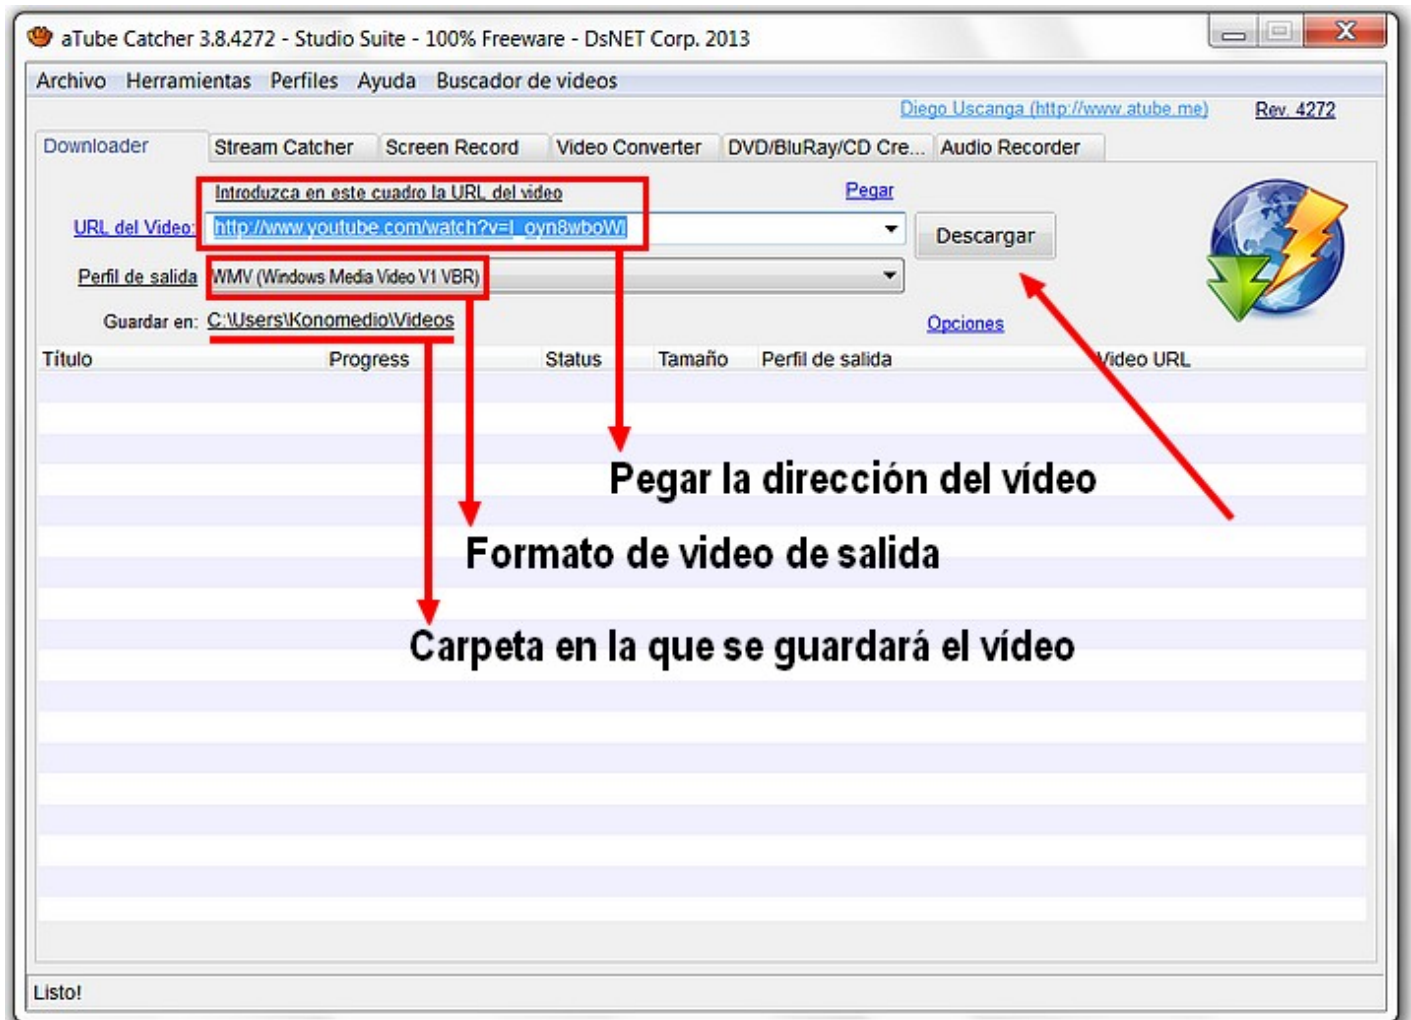 aTube Catcher 3.8.4272 - Studio Suite - 100% Freeware - DsNET Corp. 2013
Archivo Herramientas Perfiles Ayuda Buscador de videos
Diego Uscanga (http://www.atube.me) Rev. 4272
Downloader Stream Catcher Screen Record Video Converter DVD/BluRay/CD Cre... Audio Recorder
Introduzca en este cuadro la URL del video Pegar
URL del Video: http://www.youtube.com/watch?v=I_oyn8wboWI Descargar
Perfil de salida WMV (Windows Media Video V1 VBR)
Guardar en: C:\Users\Konomedio\Videos Opciones
Título Progress Status Tamaño Perfil de salida Video URL
Pegar la dirección del vídeo
Formato de video de salida
Carpeta en la que se guardará el vídeo
Listo!